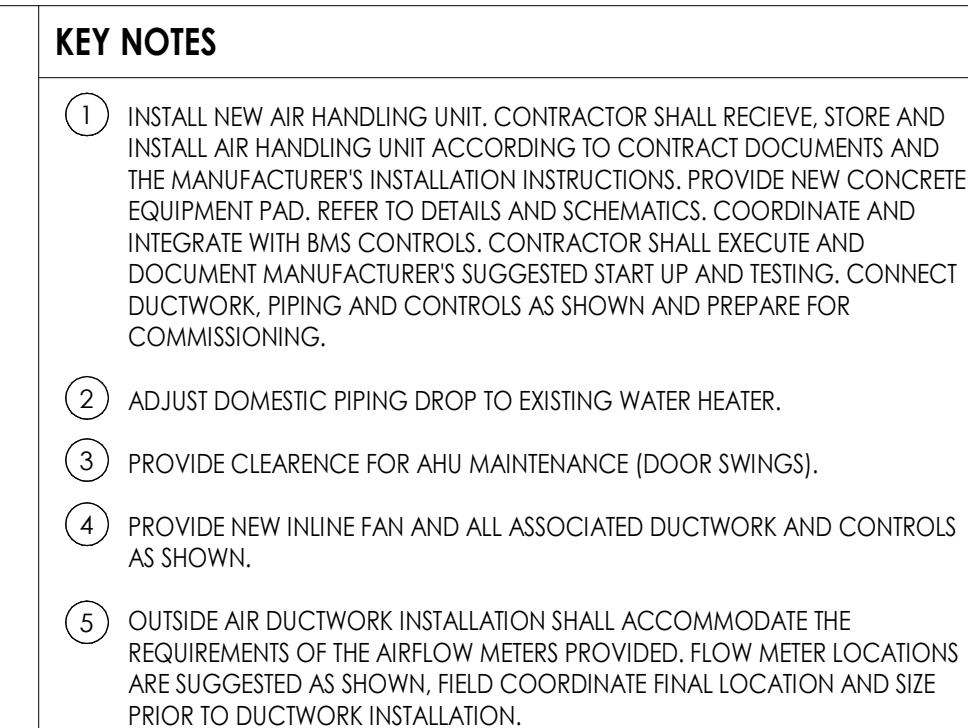 KEY NOTES
1 INSTALL NEW AIR HANDLING UNIT. CONTRACTOR SHALL RECIEVE, STORE AND
INSTALL AIR HANDLING UNIT ACCORDING TO CONTRACT DOCUMENTS AND
THE MANUFACTURER'S INSTALLATION INSTRUCTIONS. PROVIDE NEW CONCRETE
EQUIPMENT PAD. REFER TO DETAILS AND SCHEMATICS. COORDINATE AND
INTEGRATE WITH BMS CONTROLS. CONTRACTOR SHALL EXECUTE AND
DOCUMENT MANUFACTURER'S SUGGESTED START UP AND TESTING. CONNECT
DUCTWORK, PIPING AND CONTROLS AS SHOWN AND PREPARE FOR
COMMISSIONING.
2 ADJUST DOMESTIC PIPING DROP TO EXISTING WATER HEATER.
3 PROVIDE CLEARENCE FOR AHU MAINTENANCE (DOOR SWINGS).
4 PROVIDE NEW INLINE FAN AND ALL ASSOCIATED DUCTWORK AND CONTROLS
AS SHOWN.
5 OUTSIDE AIR DUCTWORK INSTALLATION SHALL ACCOMMODATE THE
REQUIREMENTS OF THE AIRFLOW METERS PROVIDED. FLOW METER LOCATIONS
ARE SUGGESTED AS SHOWN, FIELD COORDINATE FINAL LOCATION AND SIZE
PRIOR TO DUCTWORK INSTALLATION.